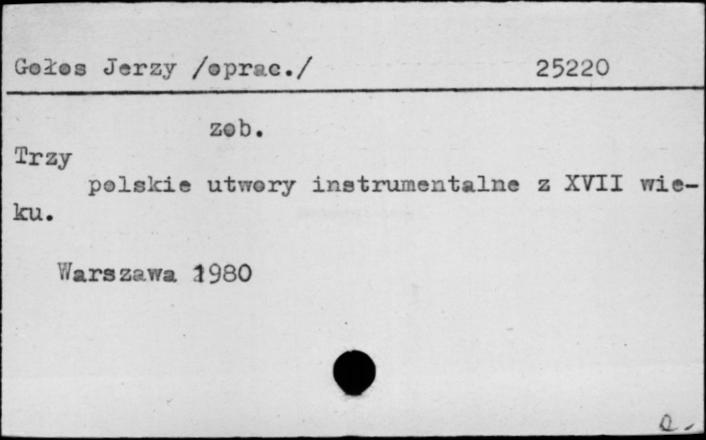 Gołos Jerzy /oprac./ 25220
zob.
Trzy
polskie utwory instrumentalne z XVII wie-
ku.
Warszawa 1980
a.